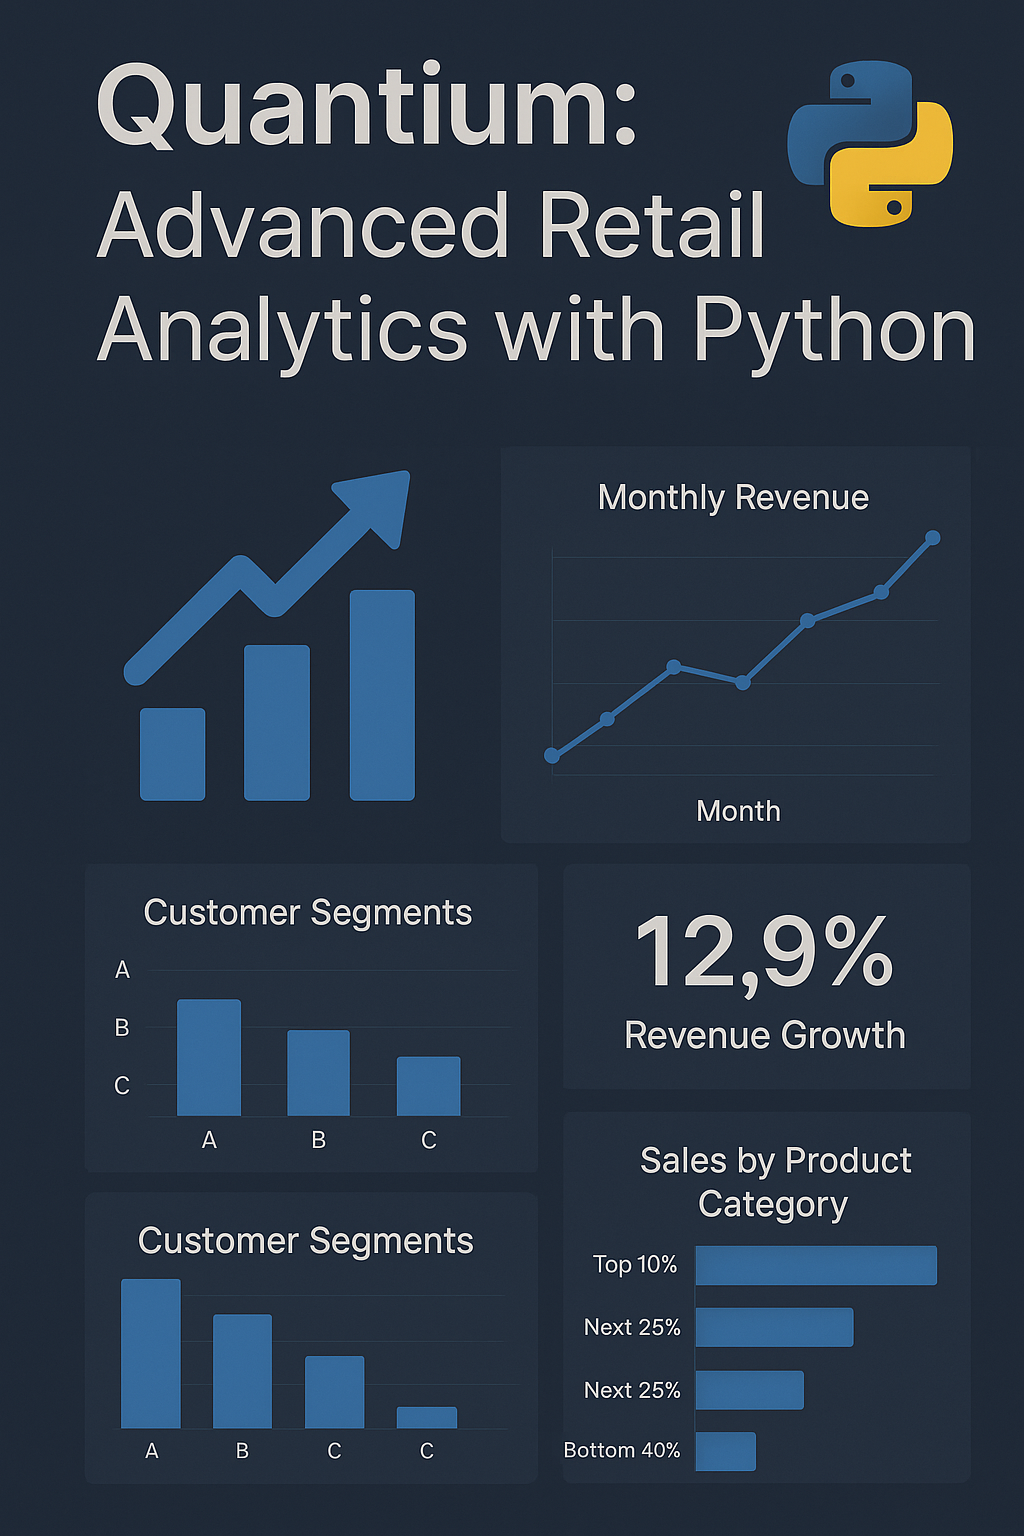 Quantium:
Advanced Retail
Analytics with Python
Monthly Revenue
Month
Customer Segments
A
B
C
A B C
12,9%
Revenue Growth
Customer Segments
A B C C
Sales by Product
Category
Top 10%
Next 25%
Next 25%
Bottom 40%